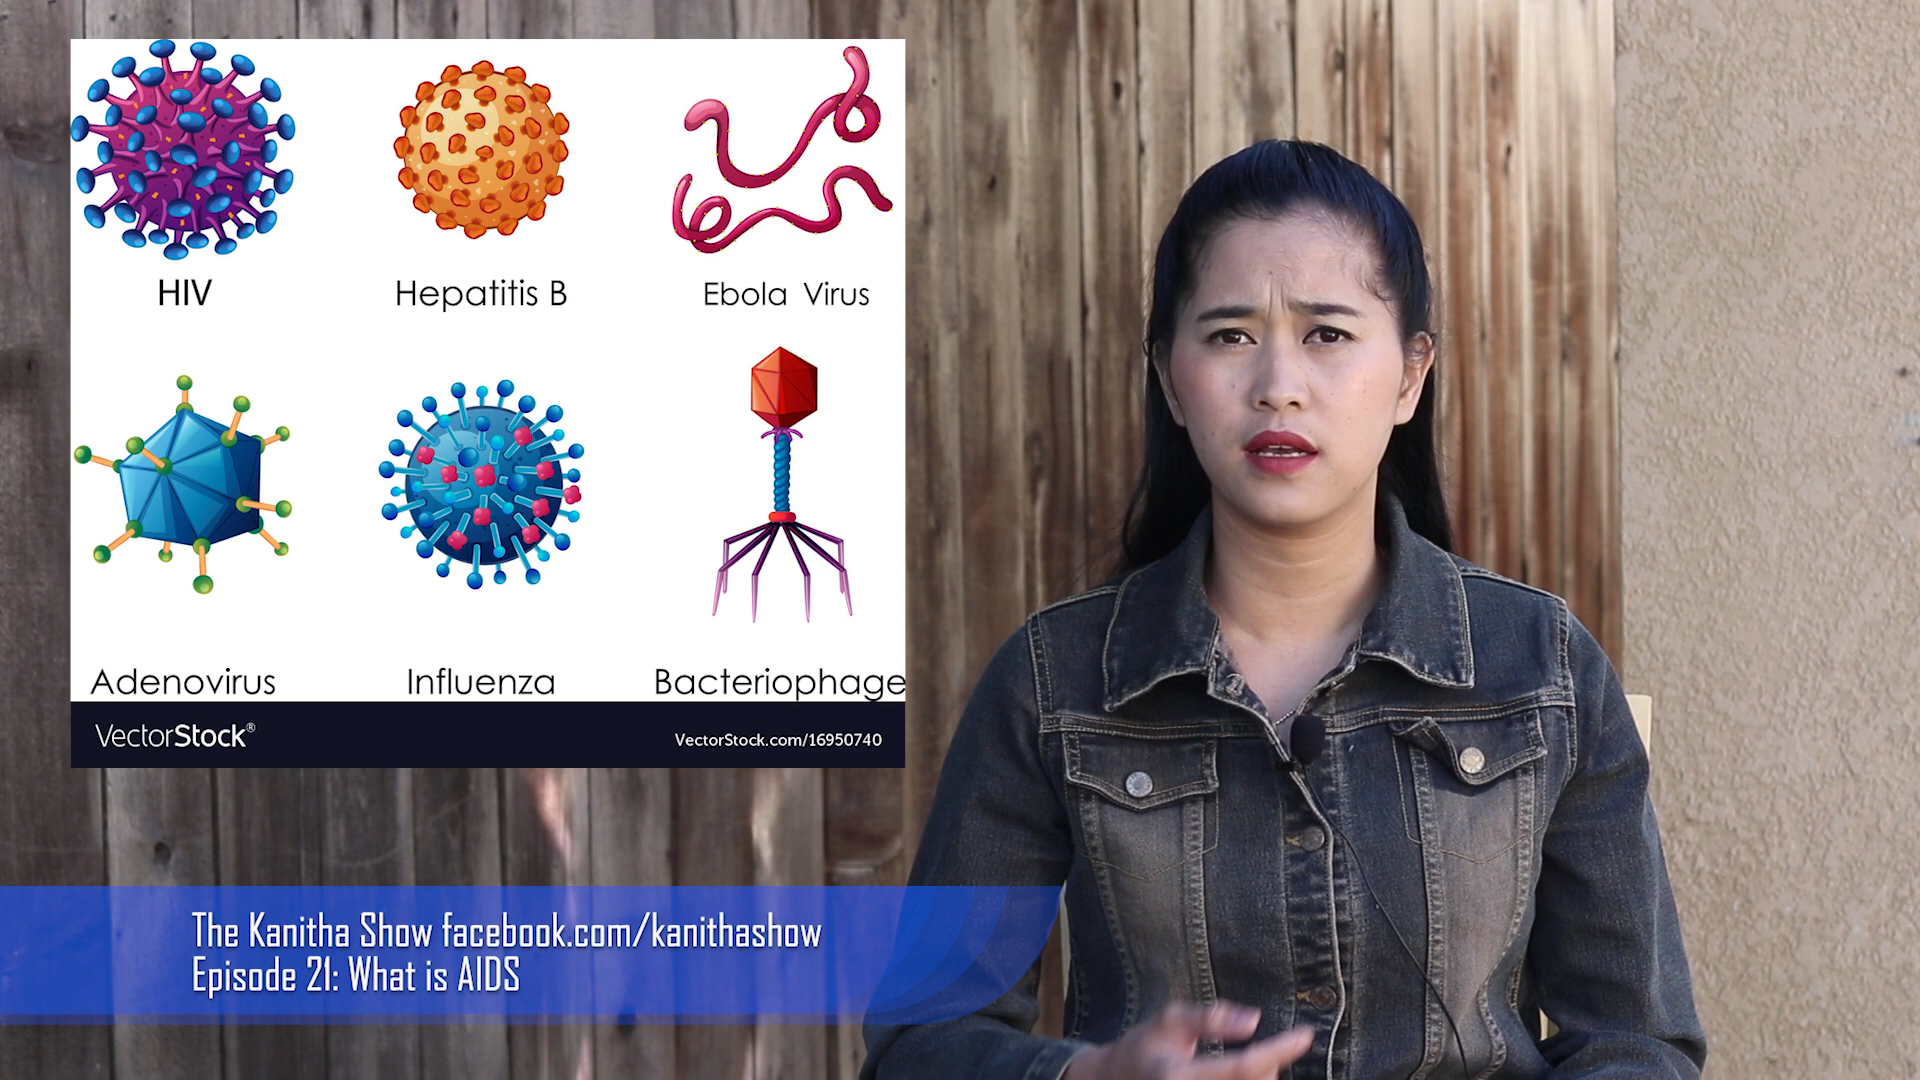 HIV
Hepatitis B
Ebola Virus
Adenovirus
Influenza
Bacteriophage
VectorStock®
VectorStock.com/16950740
The Kanitha Show facebook.com/kanithashow
Episode 21: What is AIDS